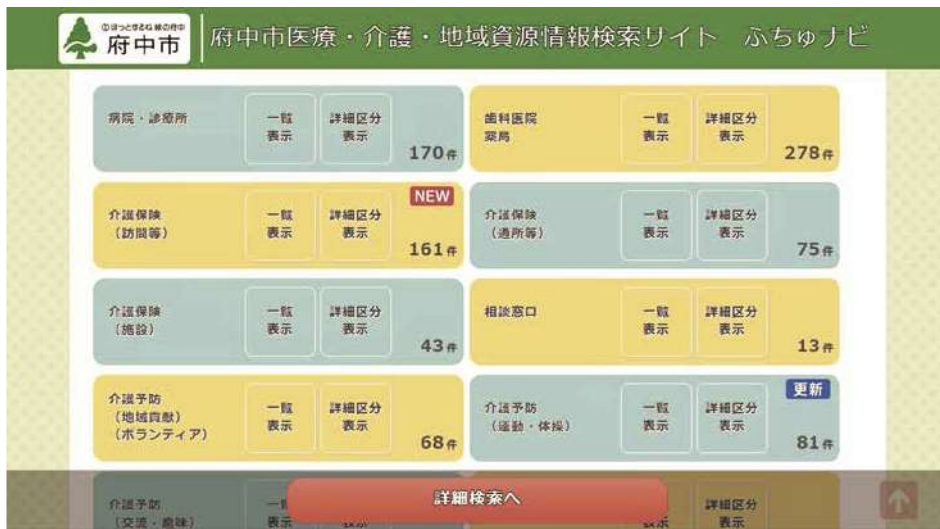 ほっとするね 緑の府中
府中市
府中市医療・介護・地域資源情報検索サイト ふちゅナビ
病院・診療所
一覧
表示
詳細区分
表示
170件
歯科医院
薬局
一覧
表示
詳細区分
表示
278件
介護保険
(訪問等)
一覧
表示
詳細区分
表示
NEW
161件
介護保険
(通所等)
一覧
表示
詳細区分
表示
75件
介護保険
(施設)
一覧
表示
詳細区分
表示
43件
相談窓口
一覧
表示
詳細区分
表示
13件
介護予防
(地域貢献)
(ボランティア)
一覧
表示
詳細区分
表示
68件
介護予防
(運動・体操)
一覧
表示
詳細区分
表示
更新
81件
介護予防
(交流・趣味)
表示
表示
詳細検索へ
表示
詳細区分
表示